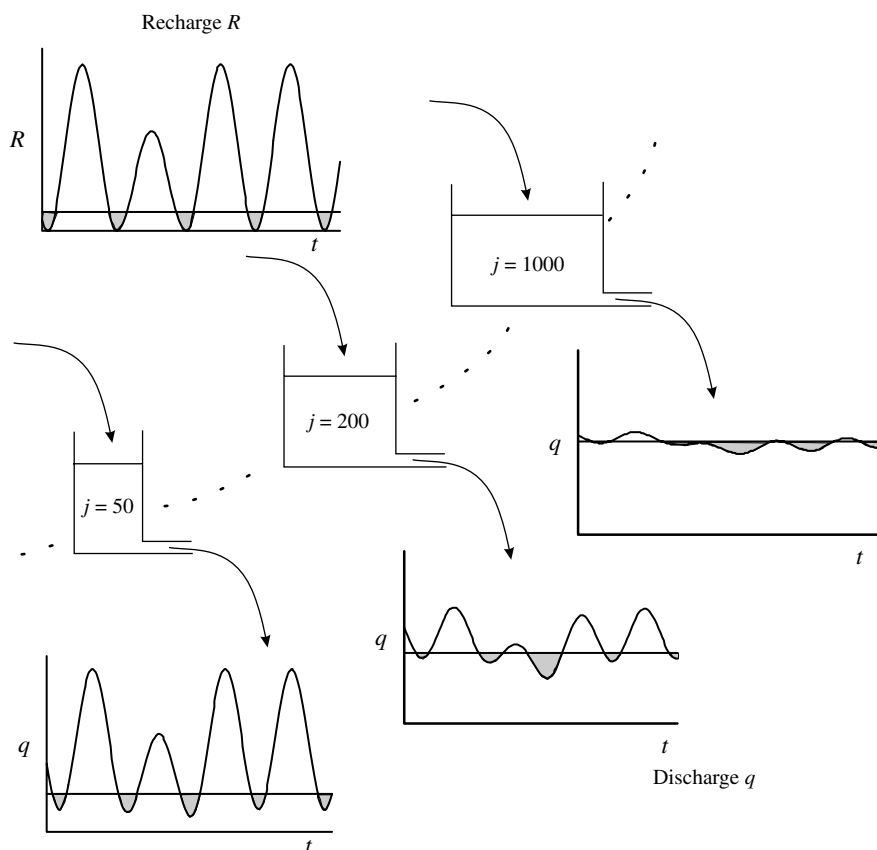 Recharge R
R
t
j = 1000
j = 200
j = 50
q
t
q
t
q
t
Discharge q